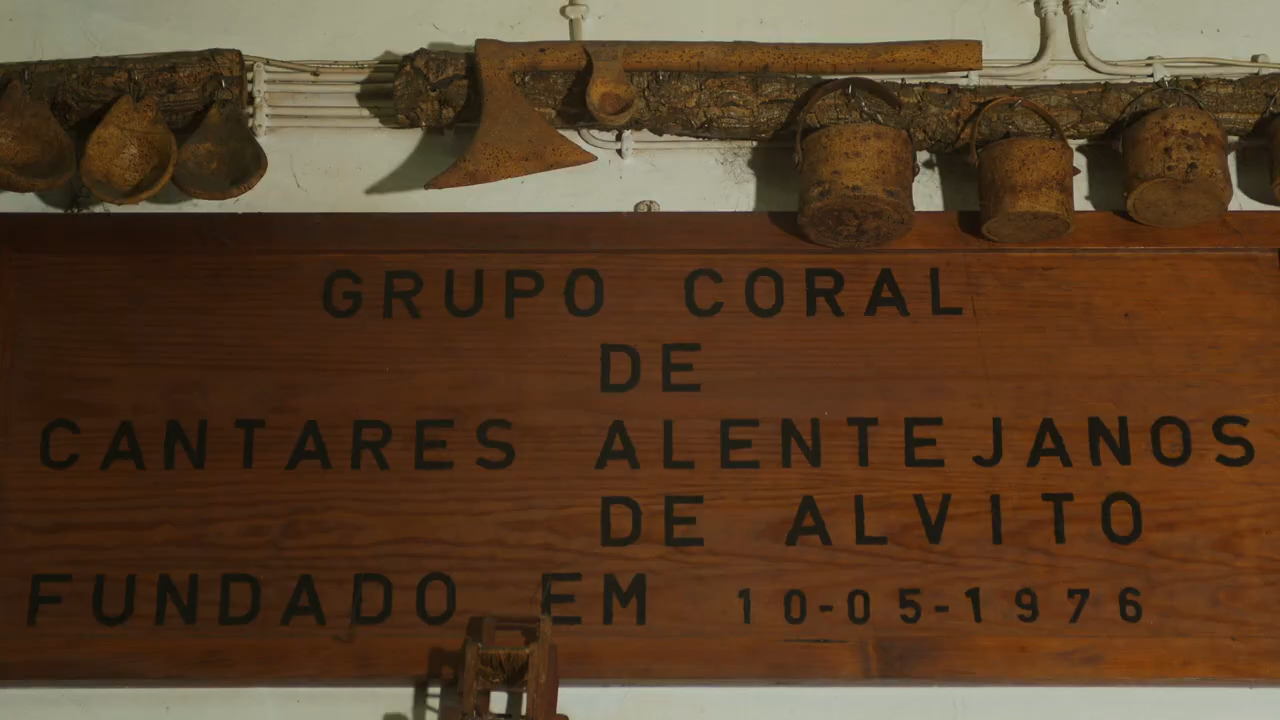 GRUPO CORAL
DE
CANTARES ALENTEJANOS
DE ALVITO
FUNDADO EM 10-05-1976